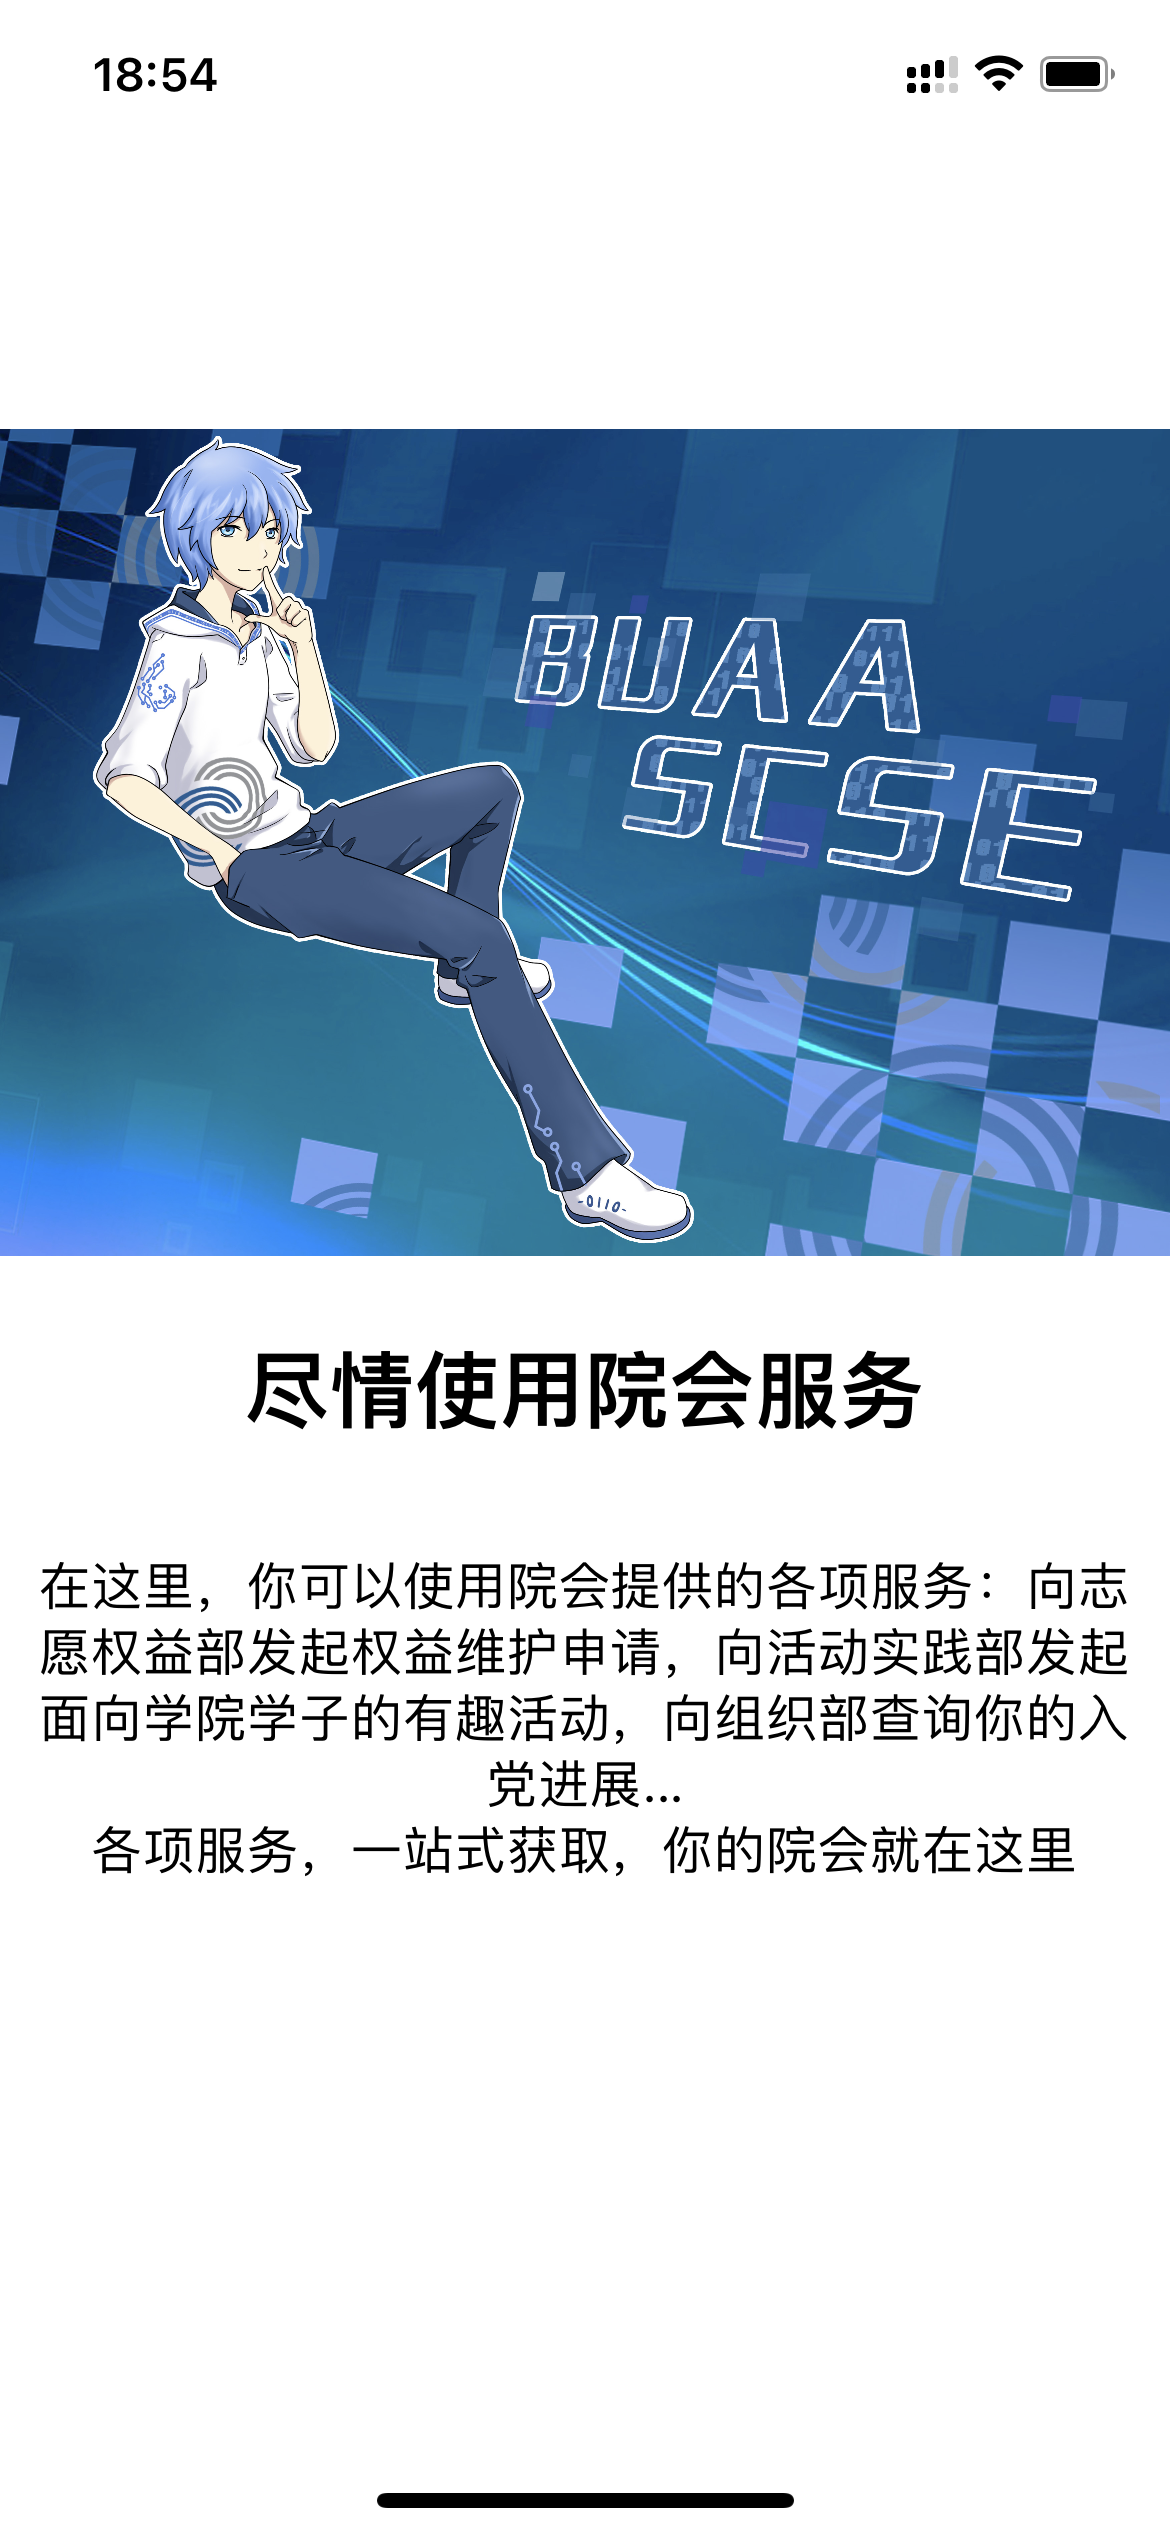 18:54
BUAA
SCSE
-0110-
尽情使用院会服务
在这里，你可以使用院会提供的各项服务：向志
愿权益部发起权益维护申请，向活动实践部发起
面向学院学子的有趣活动，向组织部查询你的入
党进展...
各项服务，一站式获取，你的院会就在这里